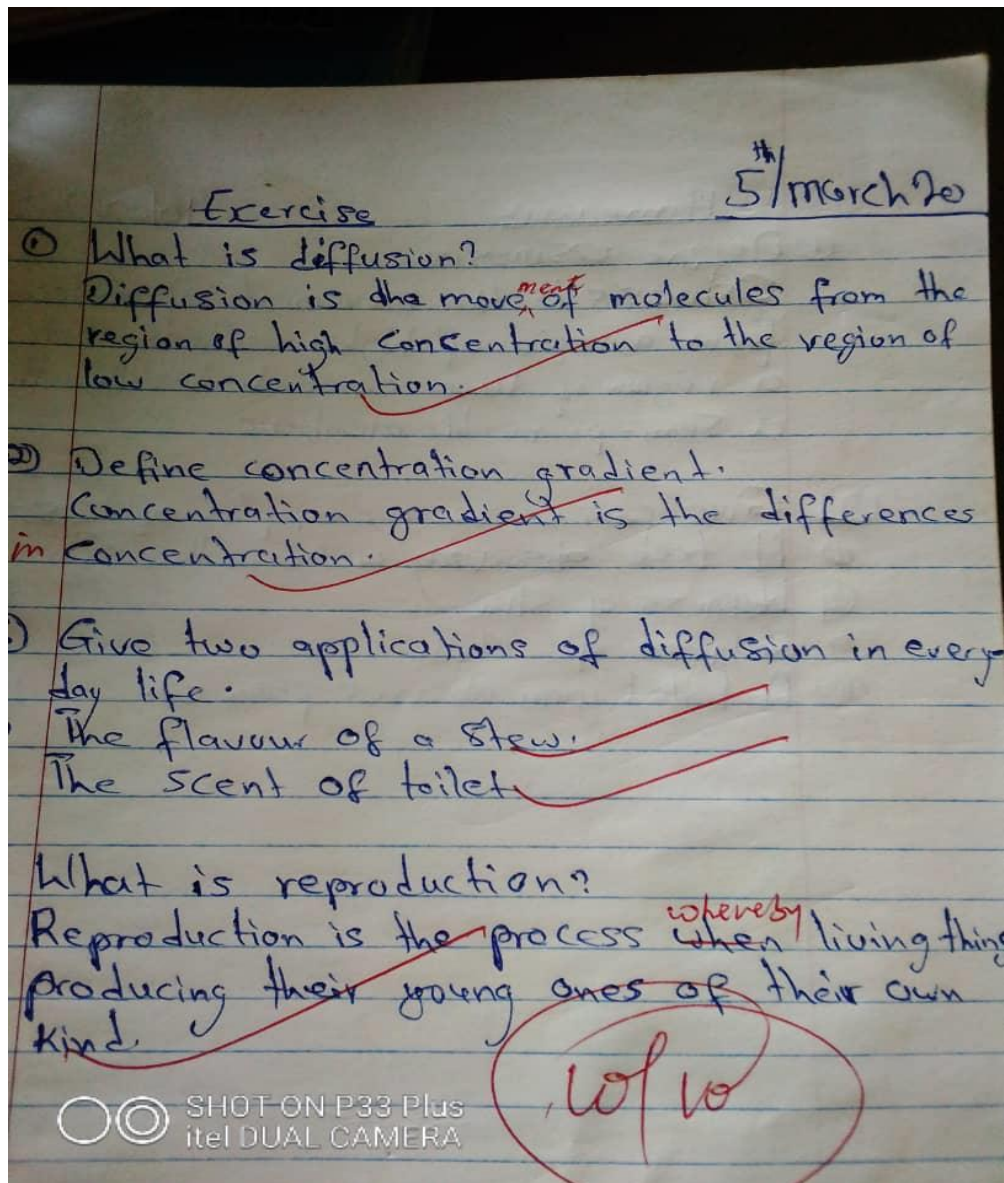 5th/march 20
Exercise
① What is diffusion?
Diffusion is dha movement of molecules from the
region of high concentration to the region of
low concentration.
2) Define concentration gradient.
Concentration gradient is the differences
in concentration.
) Give two applications of diffusion in every-
day life.
The flavour of a stew.
The scent of toilet
What is reproduction?
Reproduction is the process when whereby living thing
producing their young ones of their own
kind.
10/10
SHOT ON P33 Plus
itel DUAL CAMERA